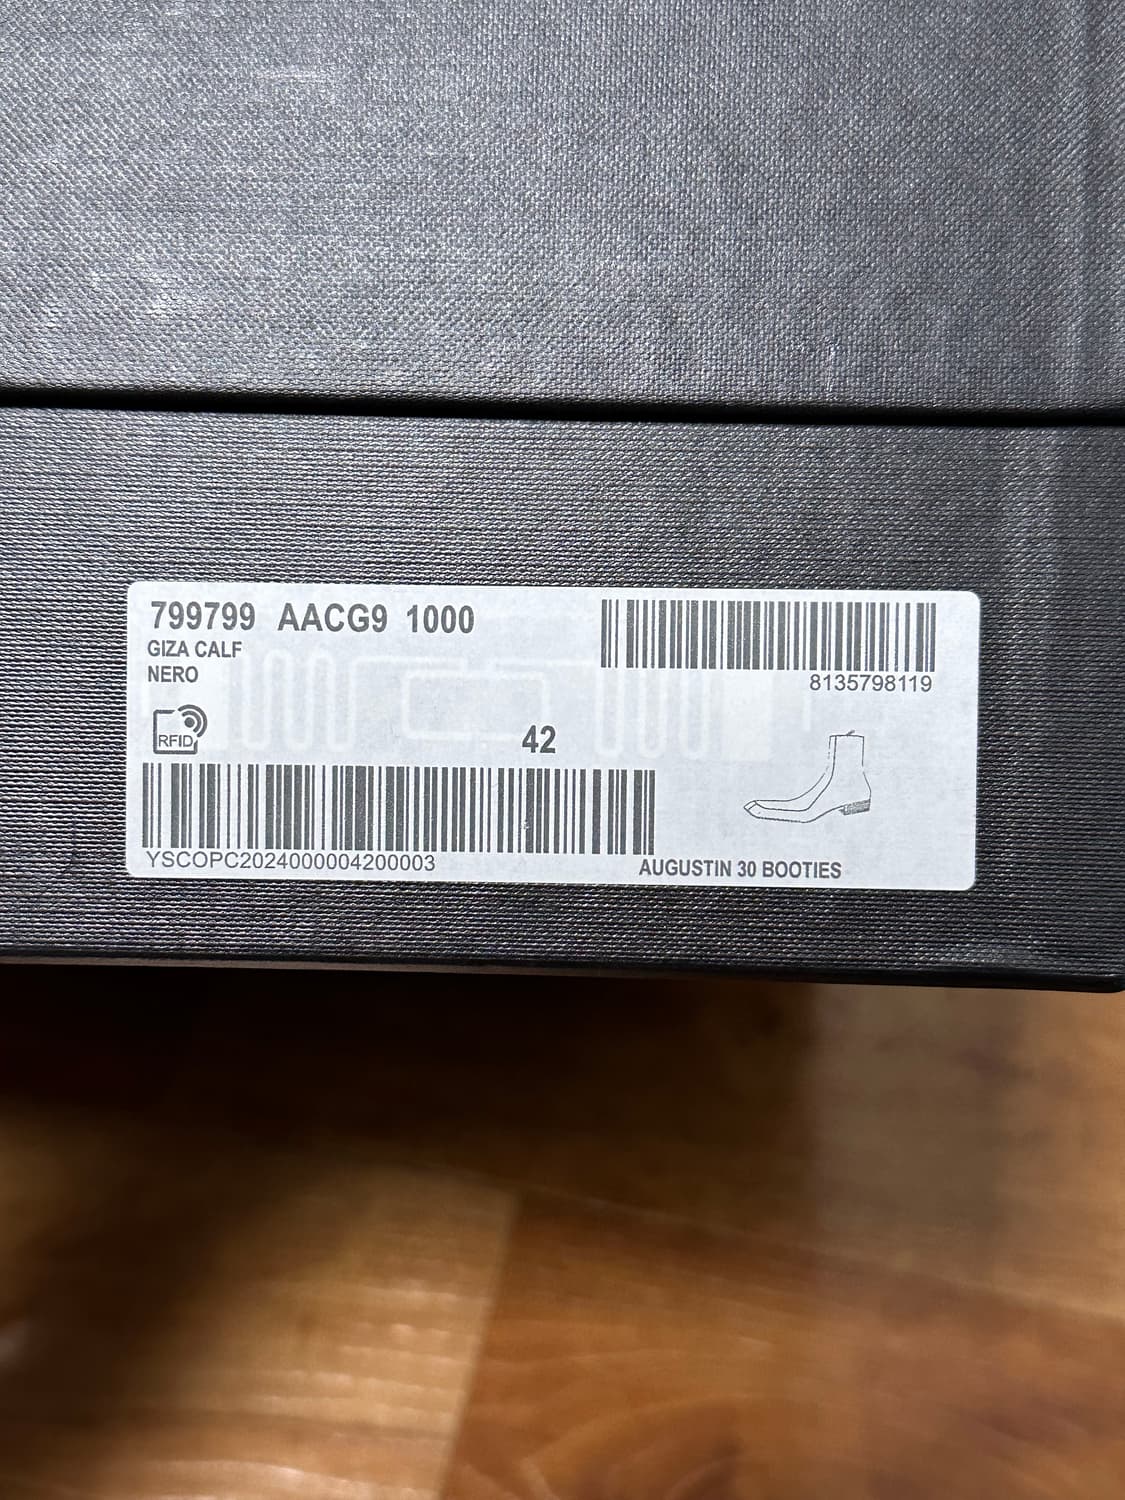 799799 AACG9 1000
GIZA CALF
NERO
8135798119
RFID
42
YSCOPC2024000004200003
AUGUSTIN 30 BOOTIES